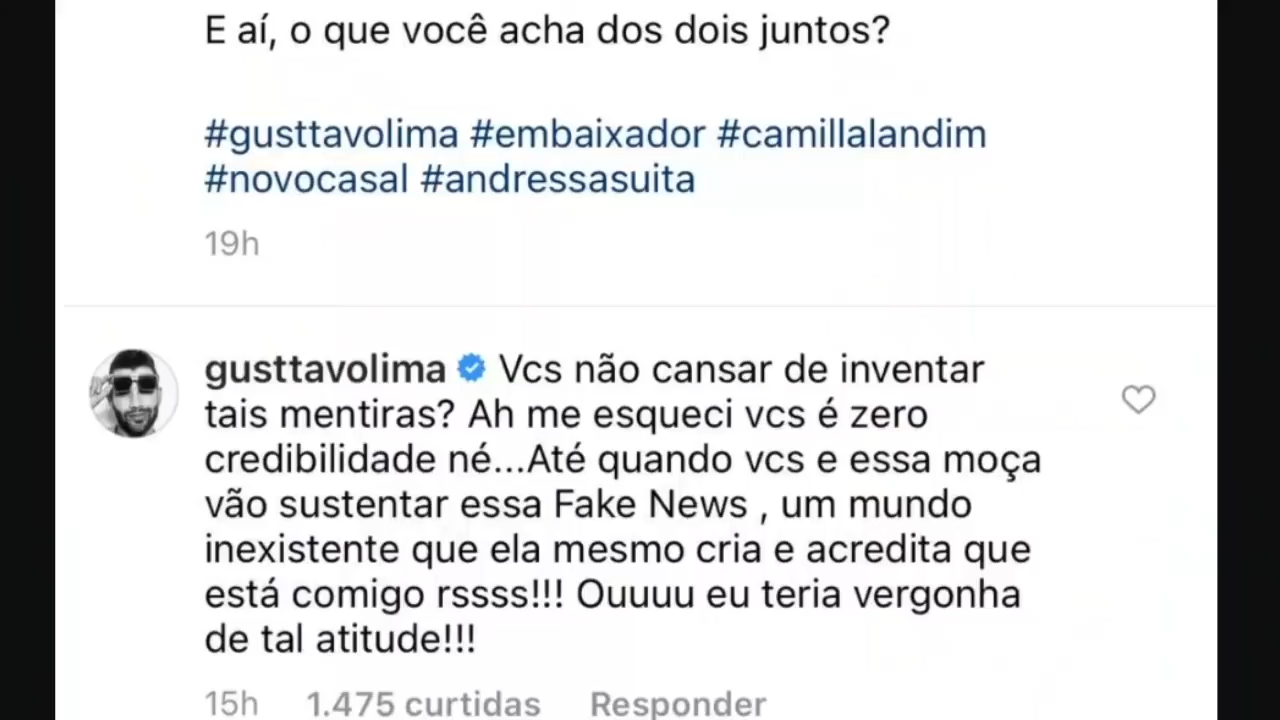 E aí, o que você acha dos dois juntos?
#gusttavolima #embaixador #camillalandim
#novocasal #andressasuita
19h
gusttavolima Vcs não cansar de inventar
tais mentiras? Ah me esqueci vcs é zero
credibilidade né...Até quando vcs e essa moça
vão sustentar essa Fake News , um mundo
inexistente que ela mesmo cria e acredita que
está comigo rssss!!! Ouuuu eu teria vergonha
de tal atitude!!!
15h 1.475 curtidas Responder